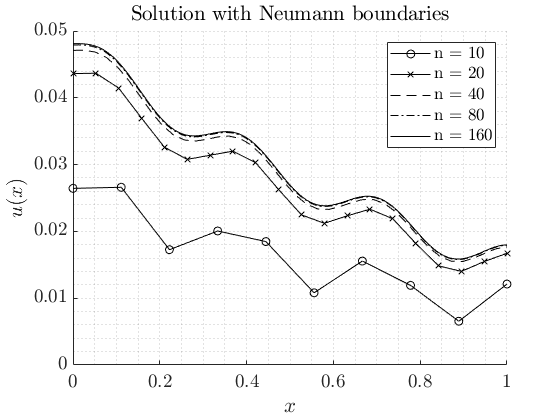 Solution with Neumann boundaries
0.05
0.04
0.03
0.02
0.01
0
u(x)
n = 10
n = 20
n = 40
n = 80
n = 160
0 0.2 0.4 0.6 0.8 1
x